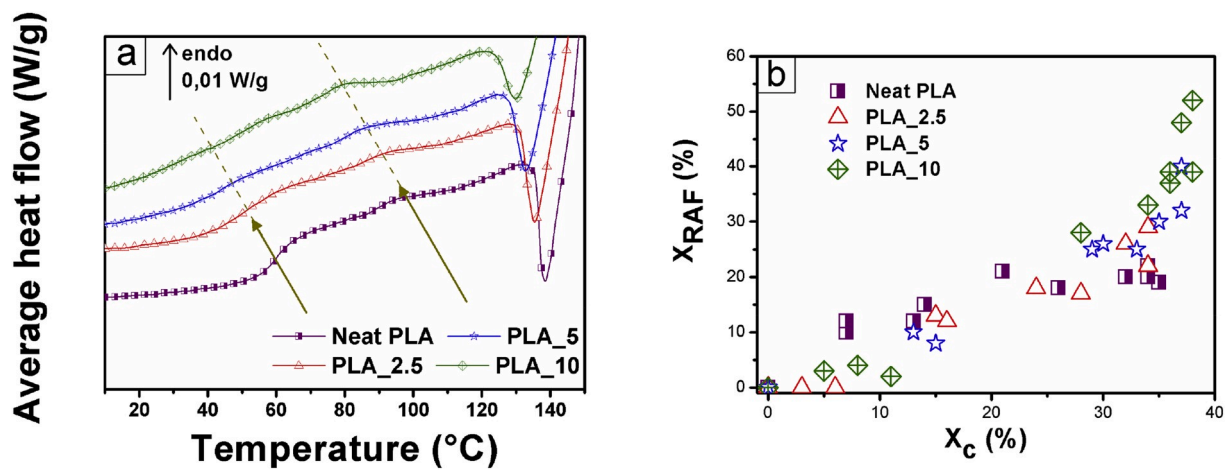 Average heat flow (W/g)
a
endo
0,01 W/g
Neat PLA
PLA_5
PLA_2.5
PLA_10
20 40 60 80 100 120 140
Temperature (°C)
b
Neat PLA
PLA_2.5
PLA_5
PLA_10
X_RAF (%)
60
50
40
30
20
10
0
0 10 20 30 40
X_c (%)